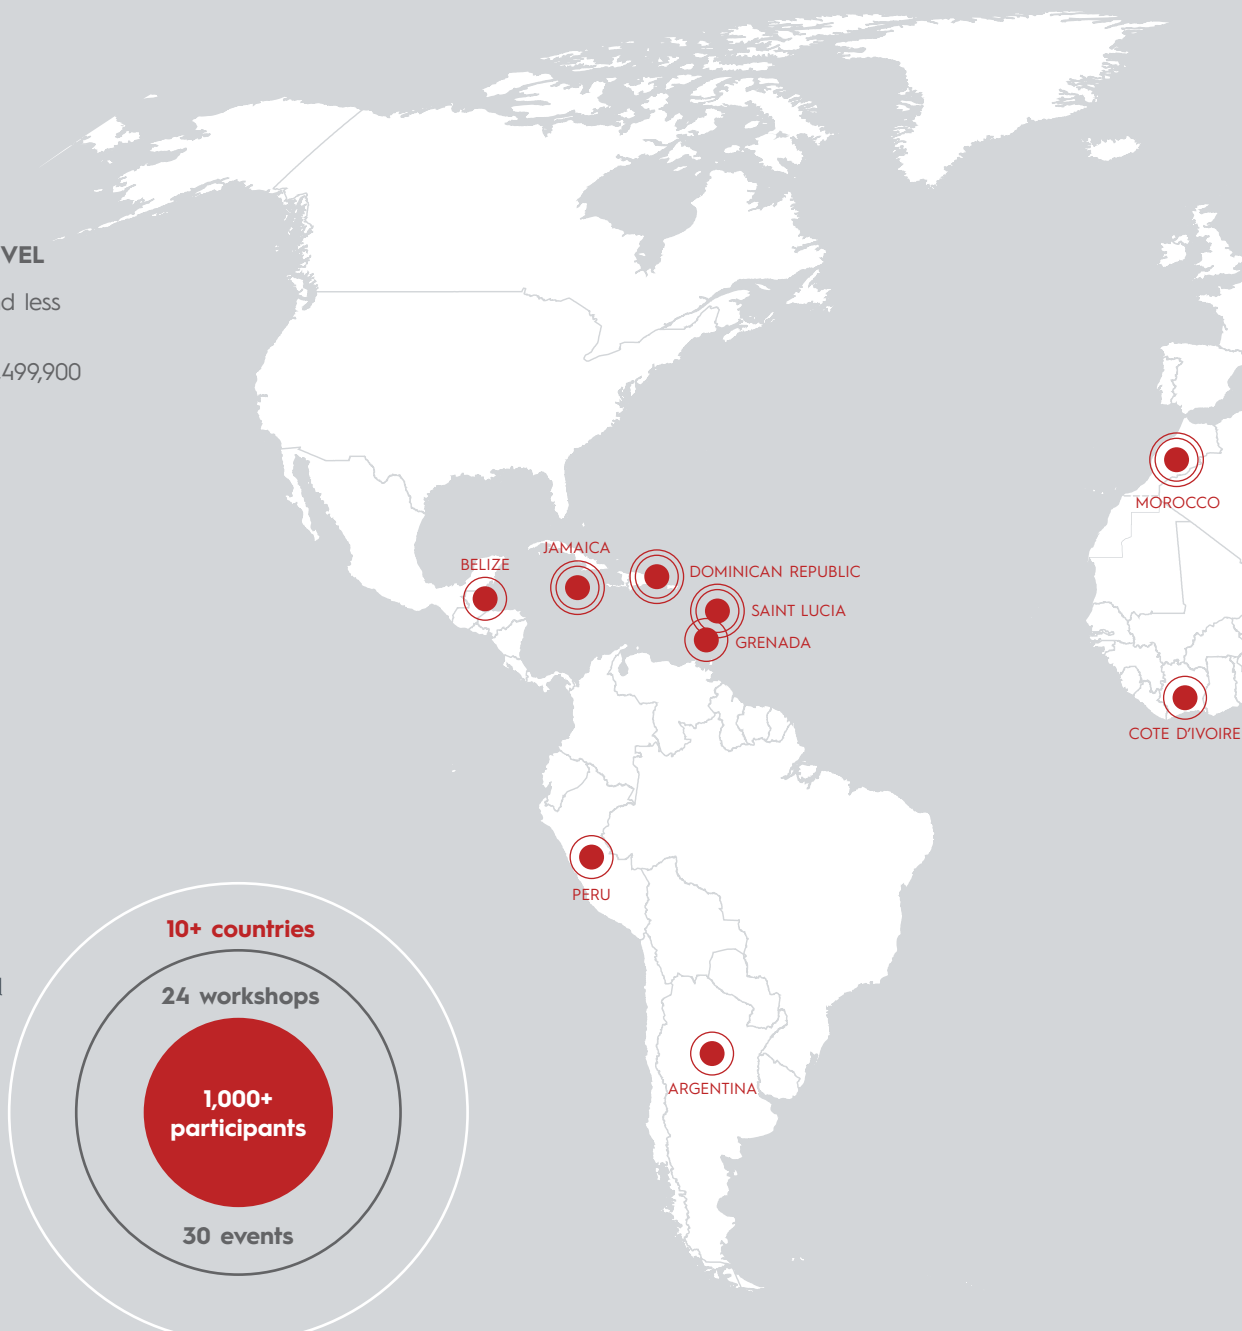 VEL
d less
499,900
MOROCCO
JAMAICA
BELIZE
DOMINICAN REPUBLIC
SAINT LUCIA
GRENADA
COTE D'IVOIRE
PERU
10+ countries
24 workshops
ARGENTINA
1,000+
participants
30 events